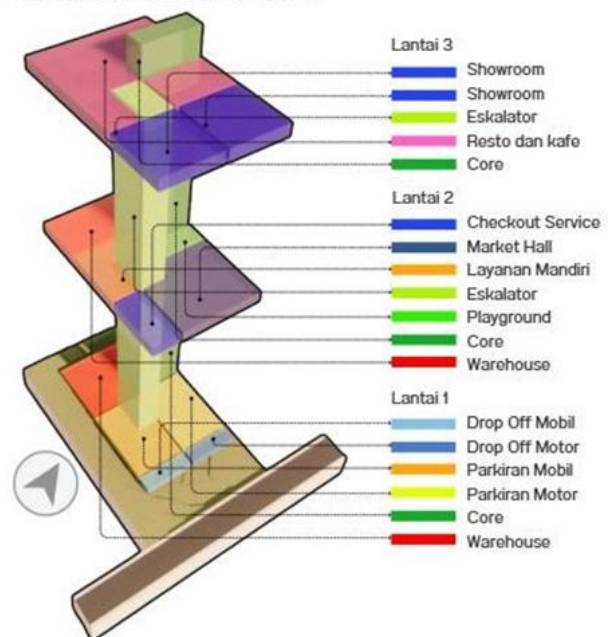 Lantai 3
Showroom
Showroom
Eskalator
Resto dan kafe
Core
Lantai 2
Checkout Service
Market Hall
Layanan Mandiri
Eskalator
Playground
Core
Warehouse
Lantai 1
Drop Off Mobil
Drop Off Motor
Parkiran Mobil
Parkiran Motor
Core
Warehouse